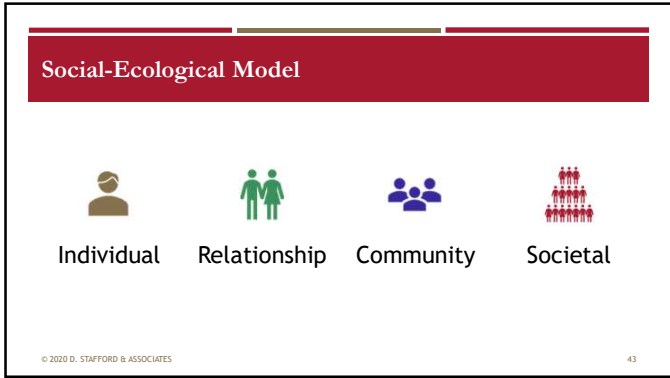 Social-Ecological Model
Individual Relationship Community Societal
© 2020 D. STAFFORD & ASSOCIATES 43